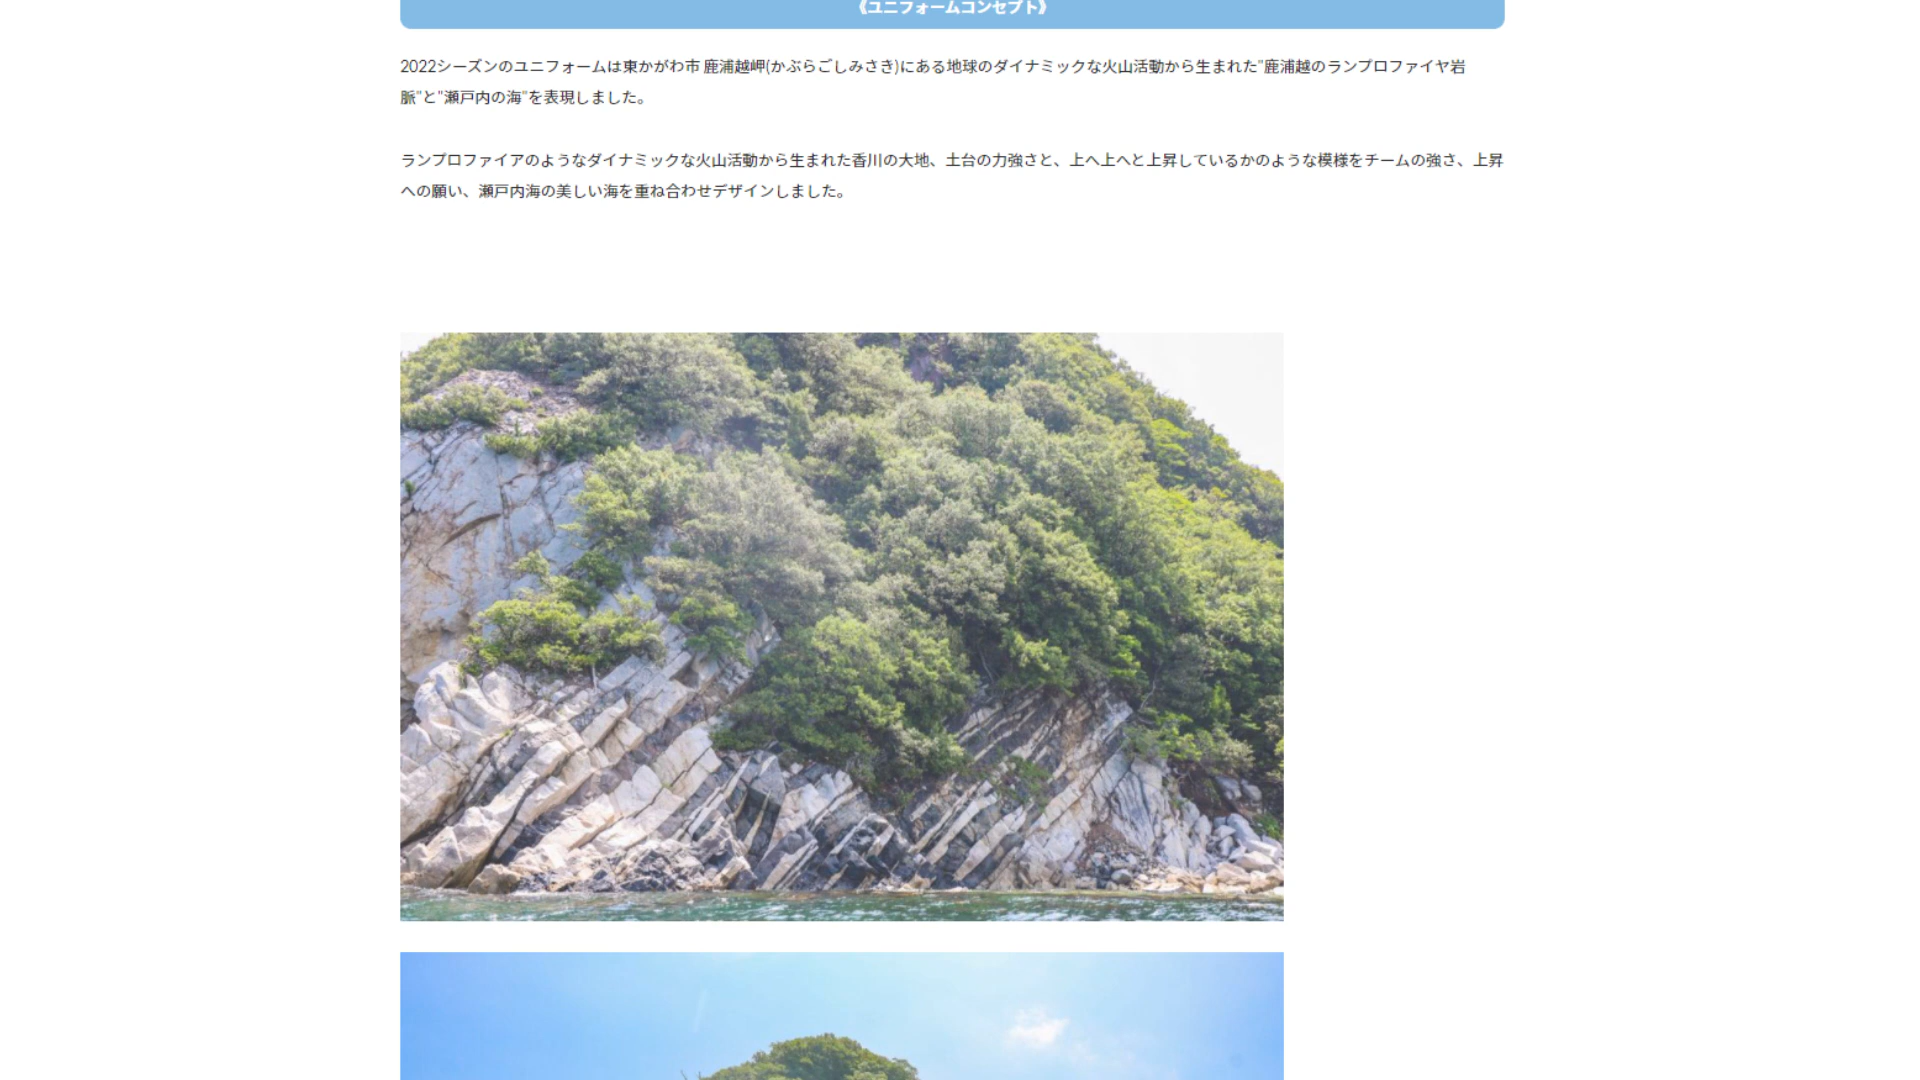 《ユニフォームコンセプト》
2022シーズンのユニフォームは東かがわ市 鹿浦越岬(かぶらごしみさき)にある地球のダイナミックな火山活動から生まれた"鹿浦越のランプロファイヤ岩
脈"と"瀬戸内の海"を表現しました。
ランプロファイアのようなダイナミックな火山活動から生まれた香川の大地、土台の力強さと、上へ上へと上昇しているかのような模様をチームの強さ、上昇
への願い、瀬戸内海の美しい海を重ね合わせデザインしました。